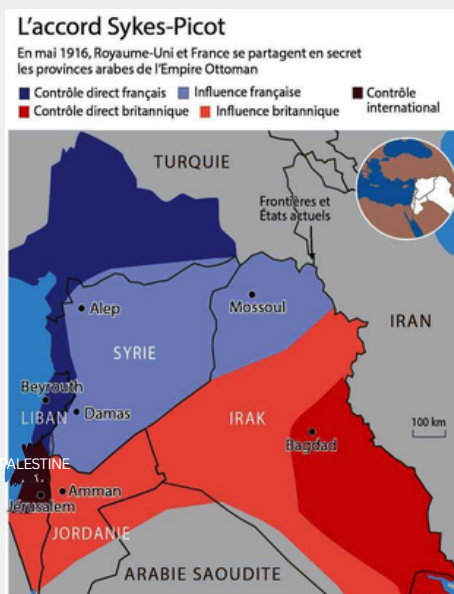 L'accord Sykes-Picot
En mai 1916, Royaume-Uni et France se partagent en secret
les provinces arabes de l'Empire Ottoman
Contrôle direct français
Influence française
Contrôle
international
Contrôle direct britannique
Influence britannique
TURQUIE
Frontières et
États actuels
Alep
Mossoul
IRAN
SYRIE
Beyrouth
LIBAN
Damas
IRAK
100 km
Bagdad
PALESTINE
Amman
Jérusalem
JORDANIE
ARABIE SAOUDITE